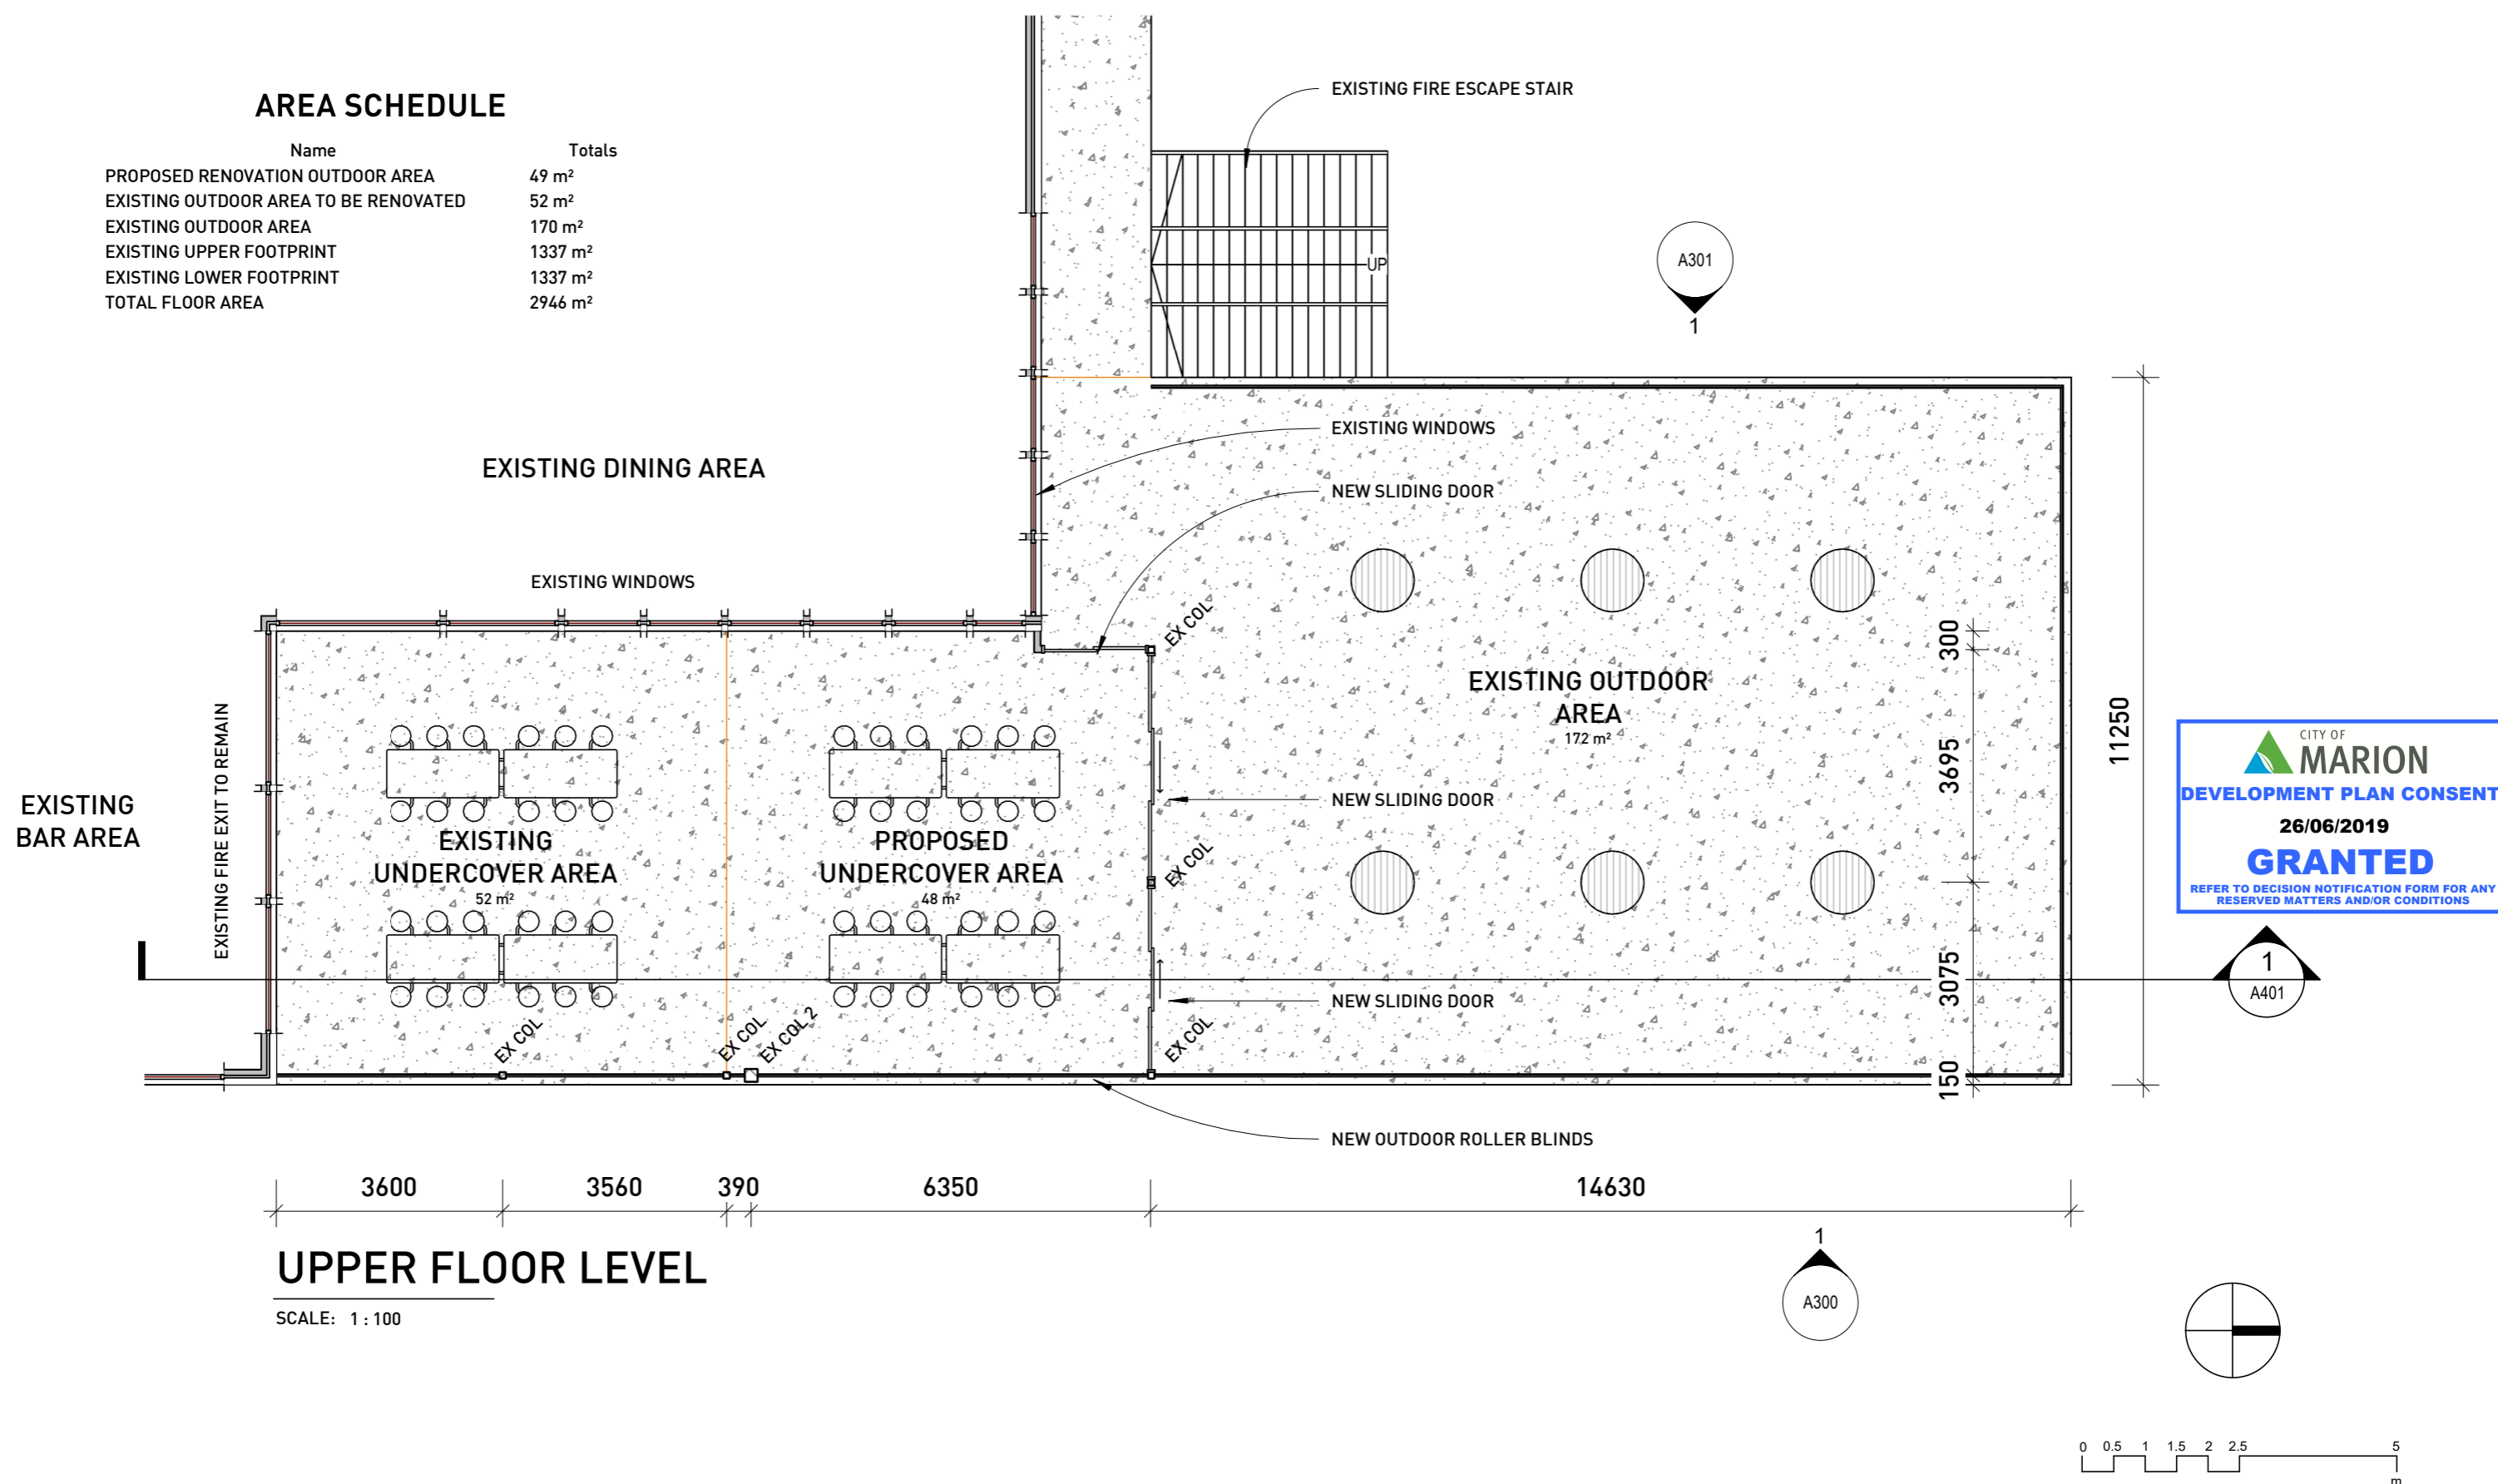 AREA SCHEDULE
Name Totals
PROPOSED RENOVATION OUTDOOR AREA 49 m²
EXISTING OUTDOOR AREA TO BE RENOVATED 52 m²
EXISTING OUTDOOR AREA 170 m²
EXISTING UPPER FOOTPRINT 1337 m²
EXISTING LOWER FOOTPRINT 1337 m²
TOTAL FLOOR AREA 2946 m²
EXISTING FIRE ESCAPE STAIR
UP
A301
1
EXISTING WINDOWS
EXISTING DINING AREA
NEW SLIDING DOOR
EXISTING WINDOWS
EX COL
300
EXISTING OUTDOOR
AREA
172 m²
3695
11250
EXISTING FIRE EXIT TO REMAIN
EXISTING
BAR AREA
NEW SLIDING DOOR
EXISTING
UNDERCOVER AREA
52 m²
PROPOSED
UNDERCOVER AREA
48 m²
EX COL
CITY OF
MARION
DEVELOPMENT PLAN CONSENT
26/06/2019
GRANTED
REFER TO DECISION NOTIFICATION FORM FOR ANY
RESERVED MATTERS AND/OR CONDITIONS
1
A401
3075
NEW SLIDING DOOR
EX COL
EX COL
EX COL 2
EX COL
150
NEW OUTDOOR ROLLER BLINDS
3600 3560 390 6350 14630
UPPER FLOOR LEVEL
SCALE: 1 : 100
1
A300
0 0.5 1 1.5 2 2.5 5
m